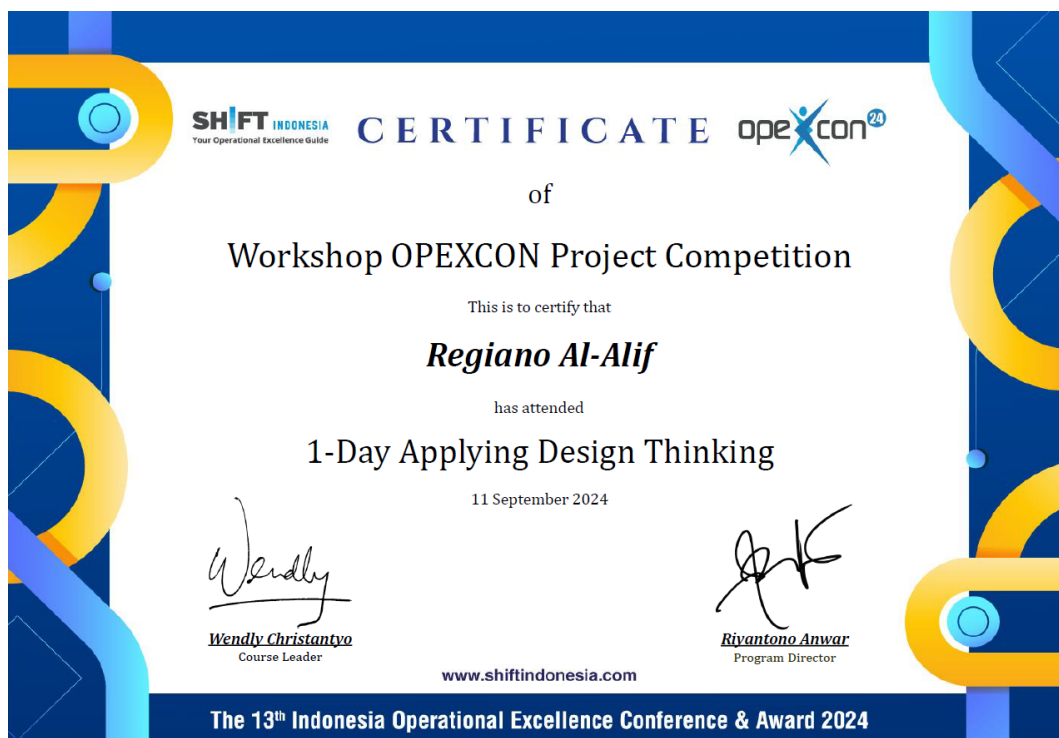 SHIFT INDONESIA
Your Operational Excellence Guide
CERTIFICATE
opexcon 24
of
Workshop OPEXCON Project Competition
This is to certify that
Regiano Al-Alif
has attended
1-Day Applying Design Thinking
11 September 2024
Wendly
Wendly Christantyo
Course Leader
Riyantono Anwar
Program Director
www.shiftindonesia.com
The 13th Indonesia Operational Excellence Conference & Award 2024